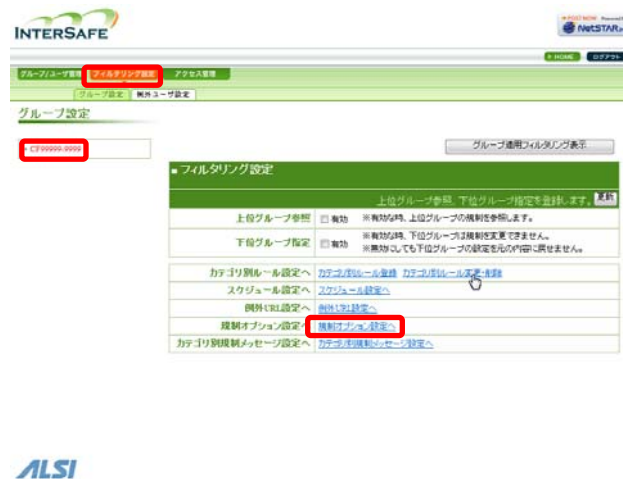 INTERSAFE
NetSTAR
HOME
ログアウト
グループ/ユーザ管理 フィルタリング設定 アクセス管理
グループ設定 例外ユーザ設定
グループ設定
CF99999-9999
グループ適用フィルタリング表示
■フィルタリング設定
上位グループ参照、下位グループ指定を登録します。 更新
上位グループ参照 有効 ※有効な時、上位グループの規制を参照します。
下位グループ指定 有効 ※有効な時、下位グループは規制を変更できません。
※無効にしても下位グループの設定を元の内容に戻せません。
カテゴリ別ルール設定へ カテゴリ別ルール登録 カテゴリ別ルール変更・削除
スケジュール設定へ スケジュール設定へ
例外URL設定へ 例外URL設定へ
規制オプション設定へ 規制オプション設定へ
カテゴリ別規制メッセージ設定へ カテゴリ別規制メッセージ設定へ
ALSI